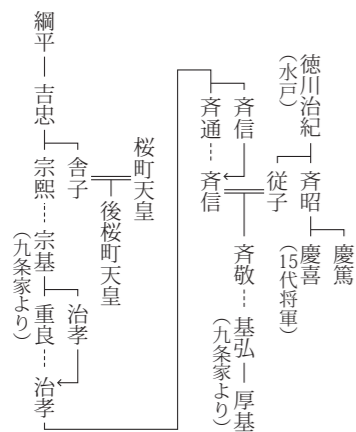 綱平
吉忠
舎子
宗熙
桜町天皇
後桜町天皇
宗基
(九条家より)
治孝
重良
治孝
斉信
斉通
斉信
徳川治紀
(水戸)
従子
斉昭
慶篤
慶喜
(15代将軍)
斉敬
基弘
(九条家より)
厚基